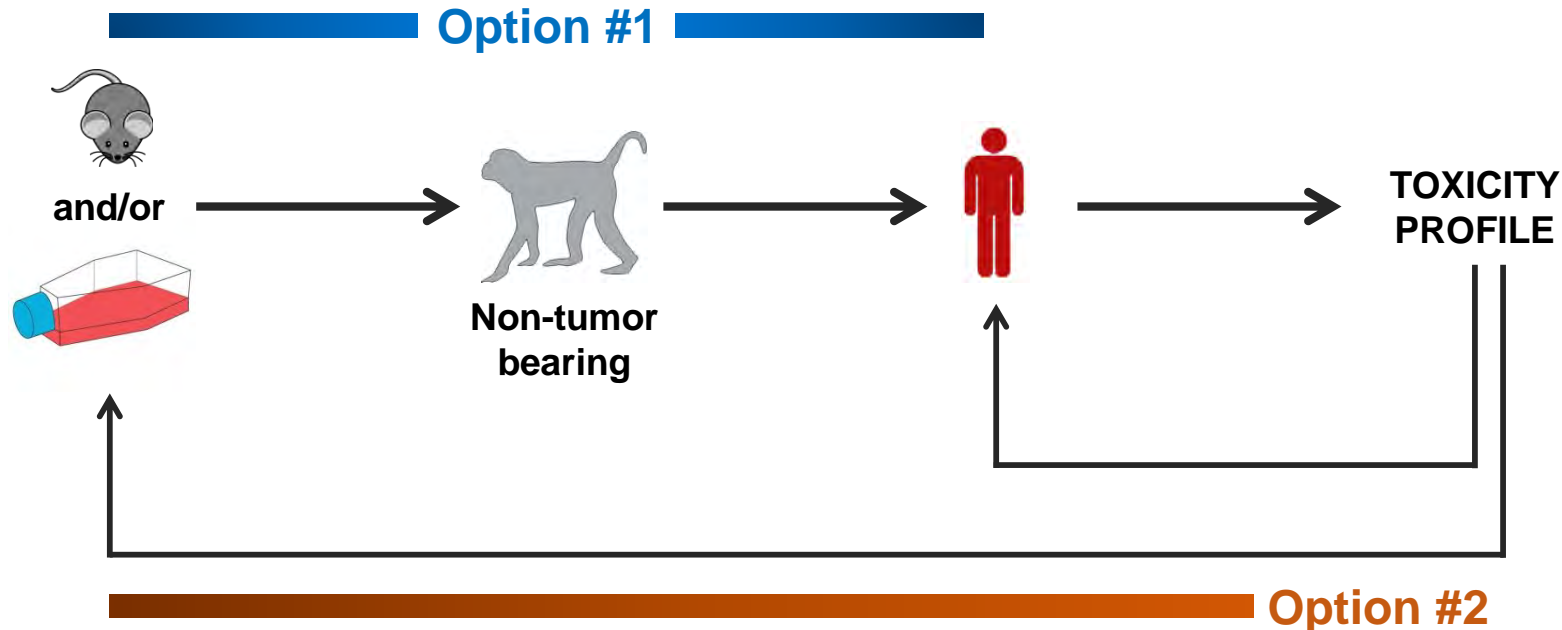 Option #1
and/or
Non-tumor
bearing
TOXICITY
PROFILE
Option #2